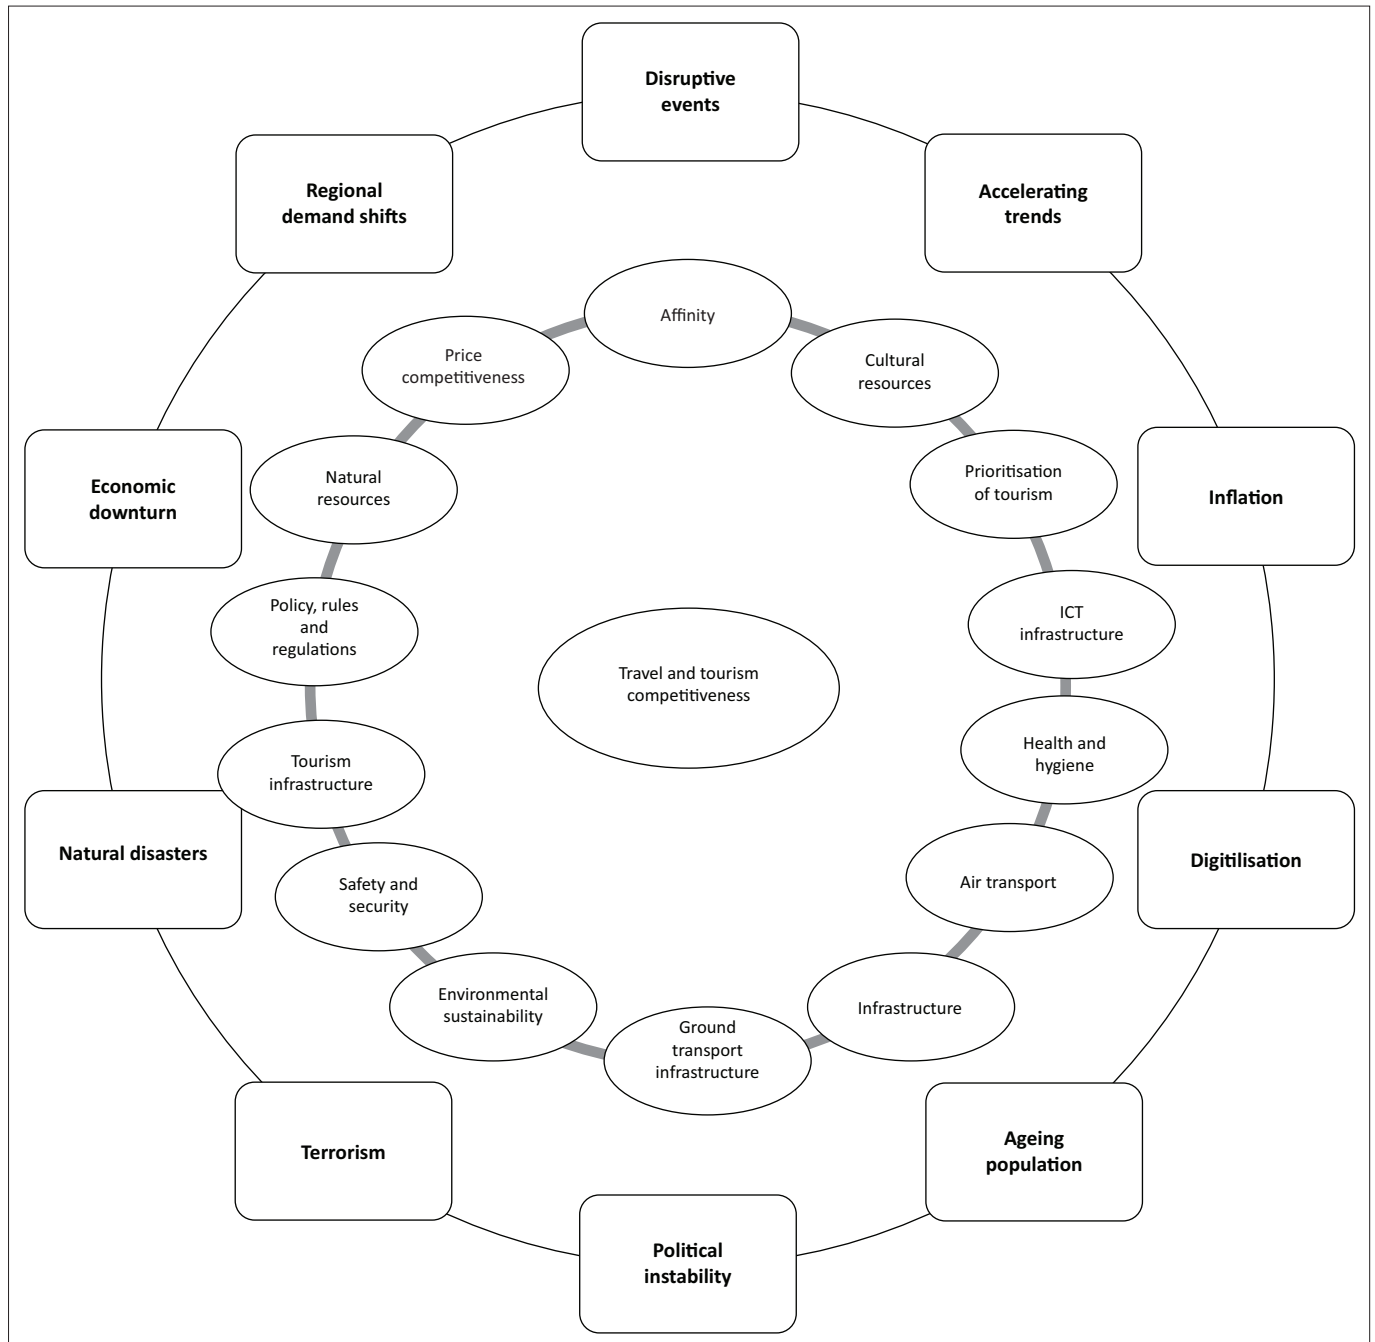 Disruptive
events
Regional
demand shifts
Accelerating
trends
Affinity
Price
competitiveness
Cultural
resources
Natural
resources
Prioritisation
of tourism
Economic
downturn
Inflation
Policy, rules
and
regulations
ICT
infrastructure
Travel and tourism
competitiveness
Tourism
infrastructure
Health and
hygiene
Natural disasters
Digitilisation
Safety and
security
Air transport
Environmental
sustainability
Infrastructure
Ground
transport
infrastructure
Terrorism
Ageing
population
Political
instability